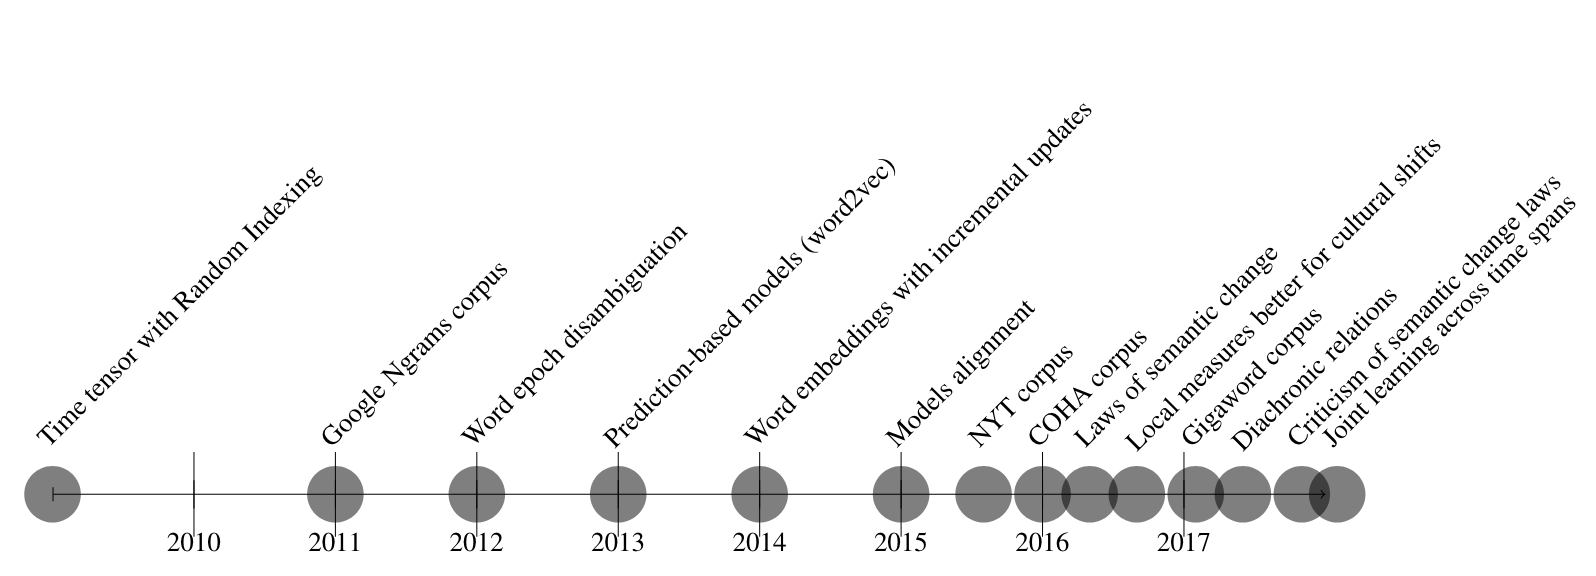 Time tensor with Random Indexing
Google Ngrams corpus
Word epoch disambiguation
Prediction-based models (word2vec)
Word embeddings with incremental updates
Models alignment
NYT corpus
COHA corpus
Laws of semantic change
Local measures better for cultural shifts
Gigaword corpus
Diachronic relations
Criticism of semantic change laws
Joint learning across time spans
2010
2011
2012
2013
2014
2015
2016
2017